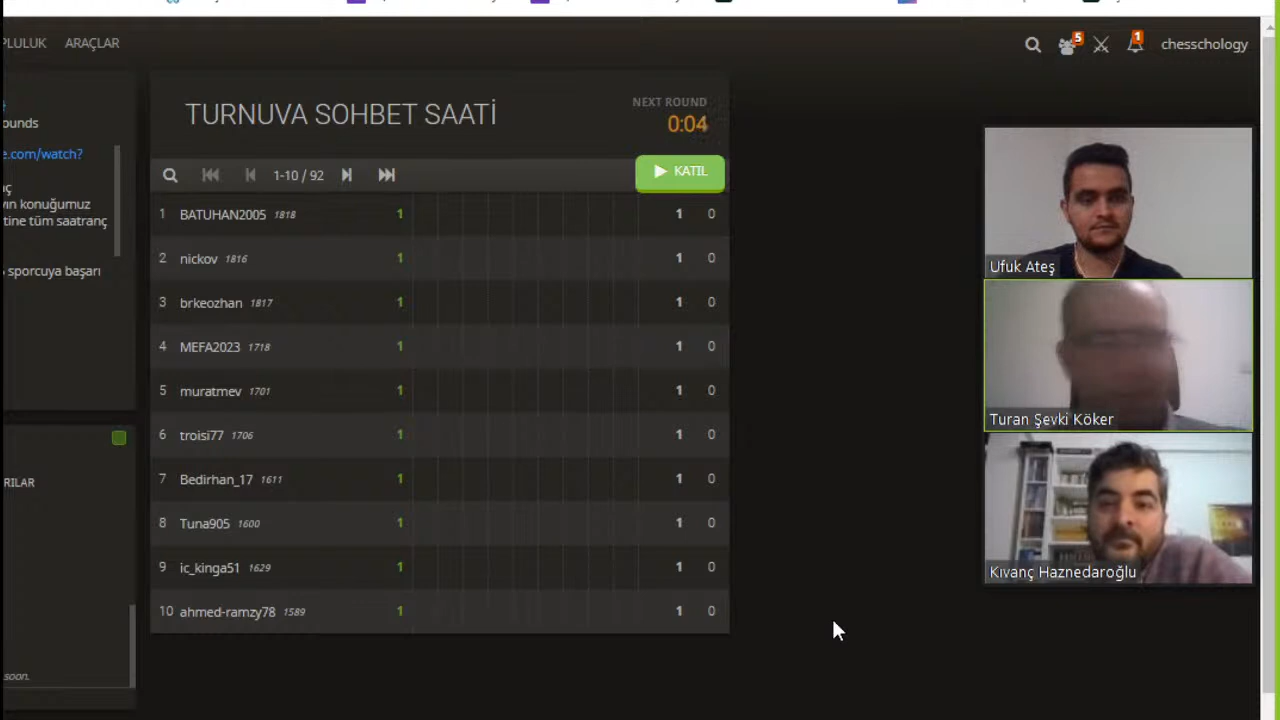 PLULUK ARAÇLAR
5
1
chesschology
ounds
e.com/watch?
ın konuğumuz
tine tüm saatranç
sporcuya başarı
RILAR
soon.
TURNUVA SOHBET SAATİ
NEXT ROUND
0:04
1-10 / 92
KATIL
1 BATUHAN2005 1818 1 1 0
2 nickov 1816 1 1 0
3 brkeozhan 1817 1 1 0
4 MEFA2023 1718 1 1 0
5 muratmev 1701 1 1 0
6 troisi77 1706 1 1 0
7 Bedirhan_17 1611 1 1 0
8 Tuna905 1600 1 1 0
9 ic_kinga51 1629 1 1 0
10 ahmed-ramzy78 1589 1 1 0
Ufuk Ateş
Turan Şevki Köker
Kıvanç Haznedaroğlu